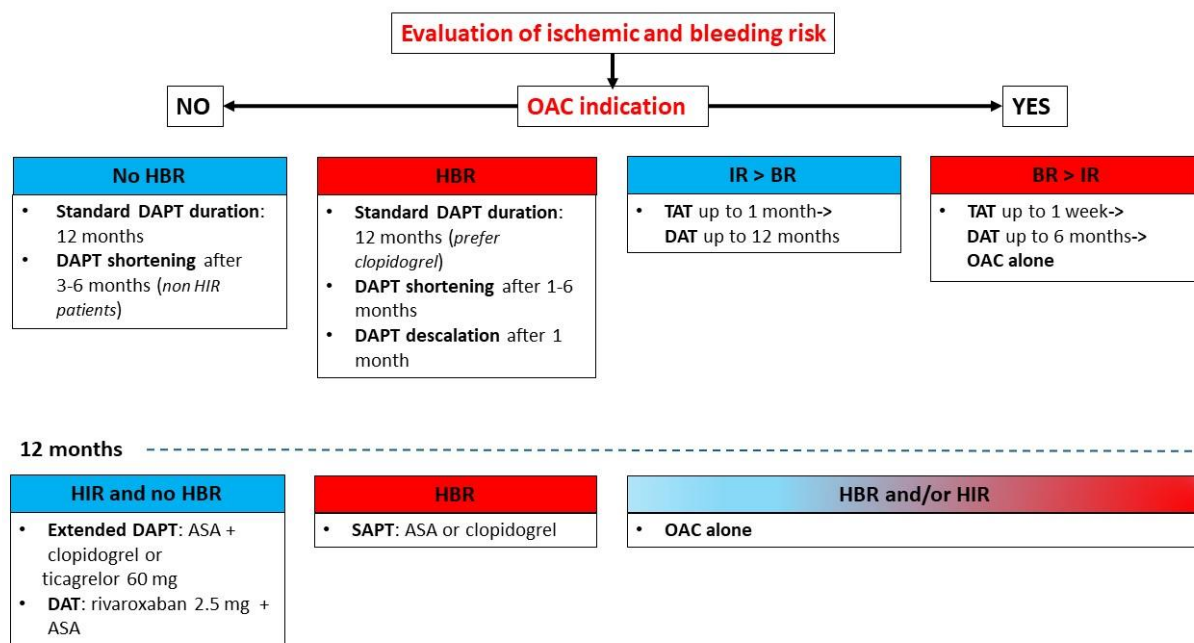 Evaluation of ischemic and bleeding risk
NO
OAC indication
YES
No HBR
• Standard DAPT duration:
12 months
• DAPT shortening after
3-6 months (non HIR
patients)
HBR
• Standard DAPT duration:
12 months (prefer
clopidogrel)
• DAPT shortening after 1-6
months
• DAPT descalation after 1
month
IR > BR
• TAT up to 1 month->
DAT up to 12 months
BR > IR
• TAT up to 1 week->
DAT up to 6 months->
OAC alone
12 months
HIR and no HBR
• Extended DAPT: ASA +
clopidogrel or
ticagrelor 60 mg
• DAT: rivaroxaban 2.5 mg +
ASA
HBR
• SAPT: ASA or clopidogrel
HBR and/or HIR
• OAC alone